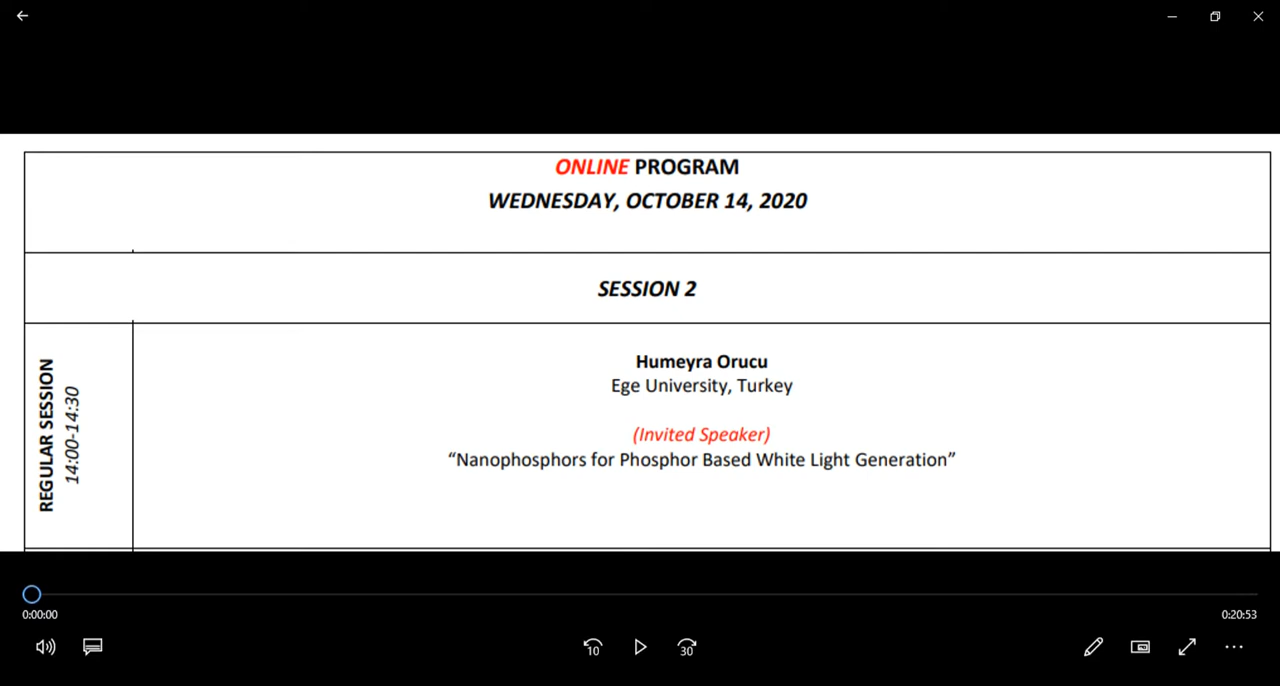 ONLINE PROGRAM
WEDNESDAY, OCTOBER 14, 2020
SESSION 2
REGULAR SESSION
14:00-14:30
Humeyra Orucu
Ege University, Turkey
(Invited Speaker)
“Nanophosphors for Phosphor Based White Light Generation”
0:00:00
0:20:53
10
30